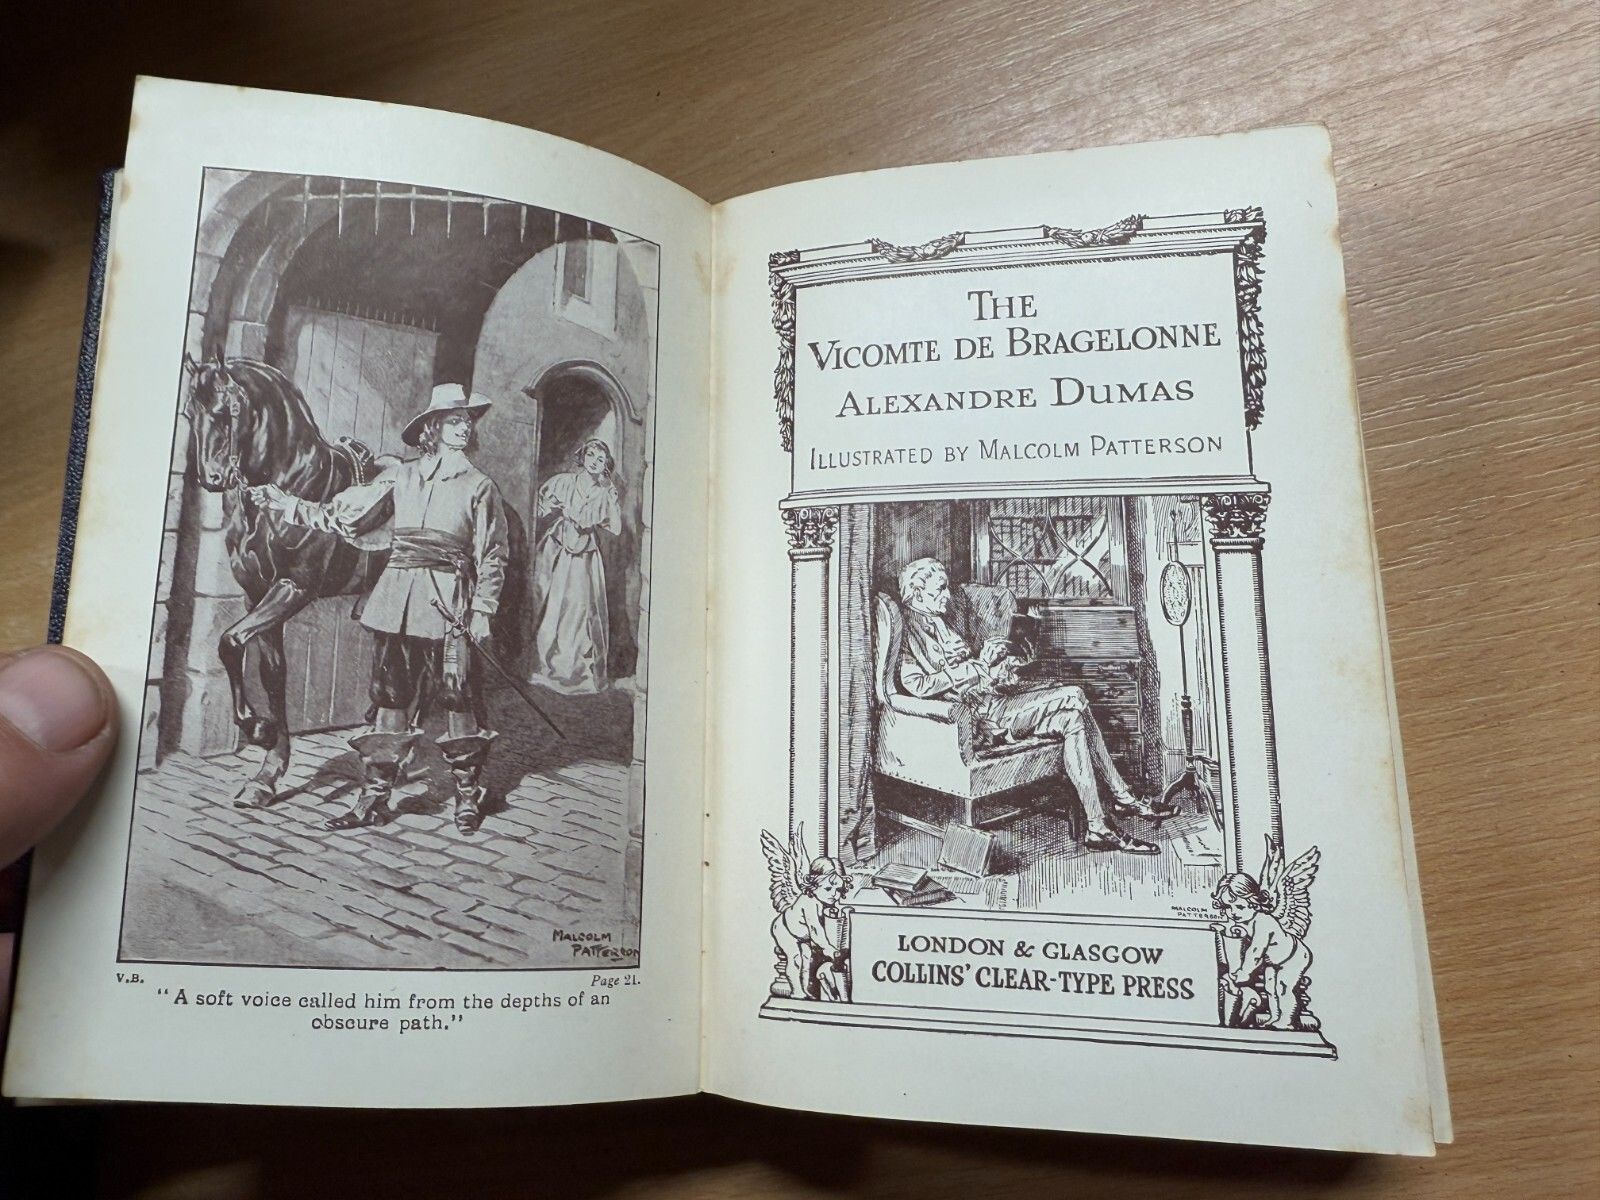 MALCOLM
PATTERSON
V.B.
Page 21.
"A soft voice called him from the depths of an
obscure path."
THE
VICOMTE DE BRAGELONNE
ALEXANDRE DUMAS
ILLUSTRATED BY MALCOLM PATTERSON
MALCOLM
PATTERSON
LONDON & GLASGOW
COLLINS' CLEAR-TYPE PRESS